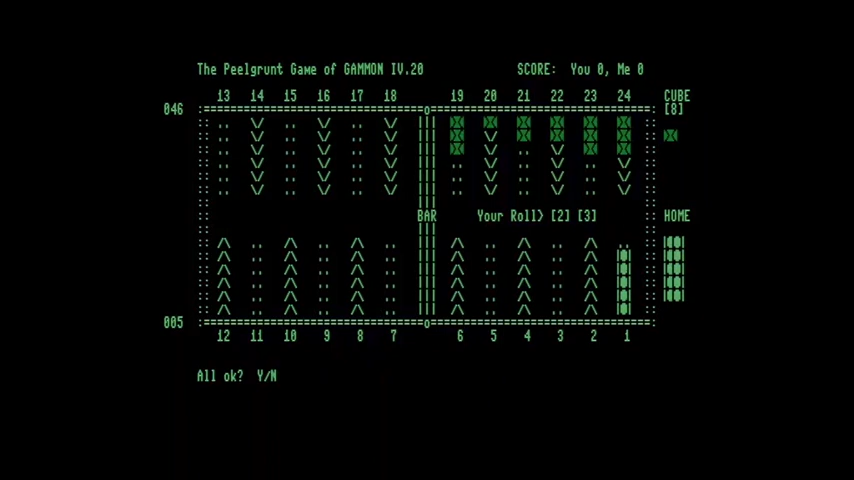 The Peelgrunt Game of GAMMON IV.20 SCORE: You 0, Me 0
13 14 15 16 17 18 19 20 21 22 23 24 CUBE
046 [8]
BAR Your Roll> [2] [3] HOME
005
12 11 10 9 8 7 6 5 4 3 2 1
All ok? Y/N